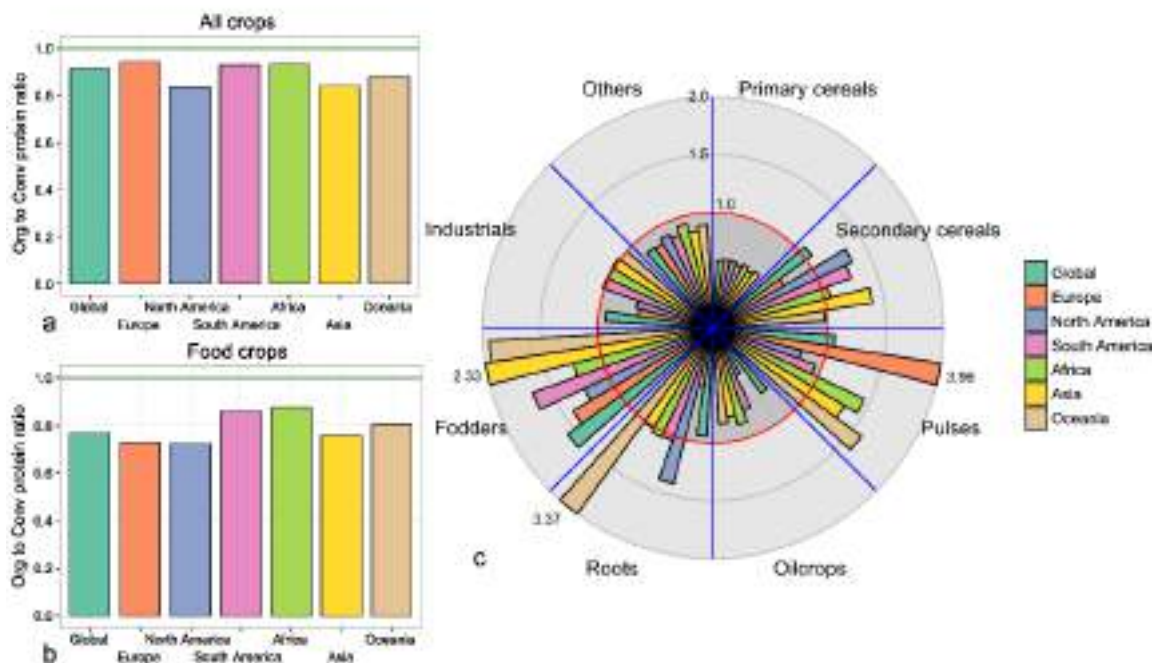 All crops
Org to Conv protein ratio
1.0
0.8
0.6
0.4
0.2
0.0
Global
North America
Africa
Oceania
Europe
South America
Asia
a
Food crops
Org to Conv protein ratio
1.0
0.8
0.6
0.4
0.2
0.0
Global
North America
Africa
Oceania
Europe
South America
Asia
b
Others
Primary cereals
2.0
1.5
1.0
Industrials
Secondary cereals
2.33
3.96
Fodders
Pulses
3.37
Roots
Oilcrops
c
Global
Europe
North America
South America
Africa
Asia
Oceania